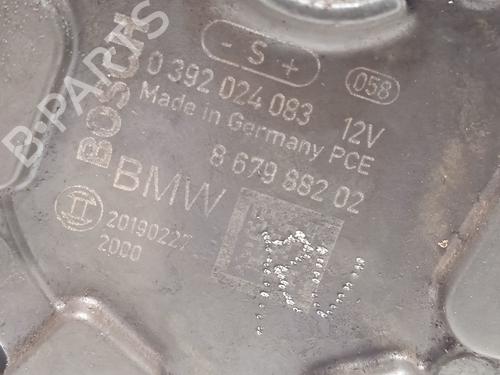 B-PARTS
BOSCH
- S +
058
0 392 024 083 12V
Made in Germany PCE
8 679 882 02
BMW
20190227
2000
RU